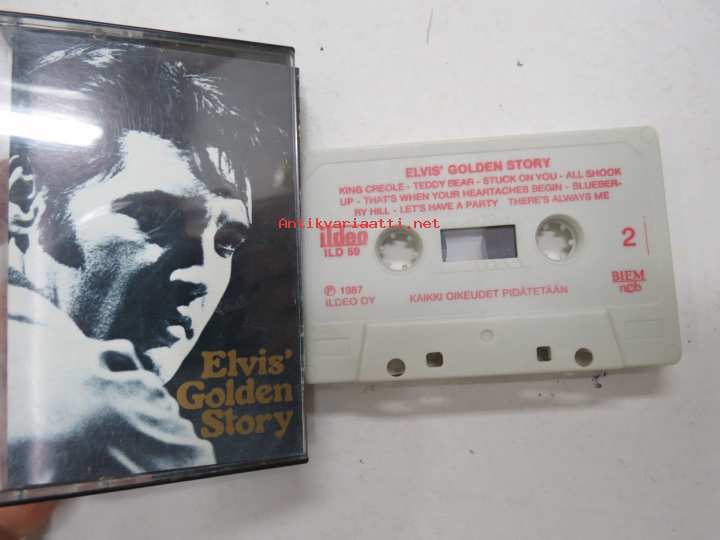 Elvis'
Golden
Story
ELVIS' GOLDEN STORY
KING CREOLE - TEDDY BEAR - STUCK ON YOU - ALL SHOOK
UP - THAT'S WHEN YOUR HEARTACHES BEGIN - BLUEBER-
RY HILL - LET'S HAVE A PARTY THERE'S ALWAYS ME
Antikvariaatti.net
ildeo
ILD 59
2
℗ 1987
ILDEO OY
KAIKKI OIKEUDET PIDÄTETÄÄN
BIEM
ncb